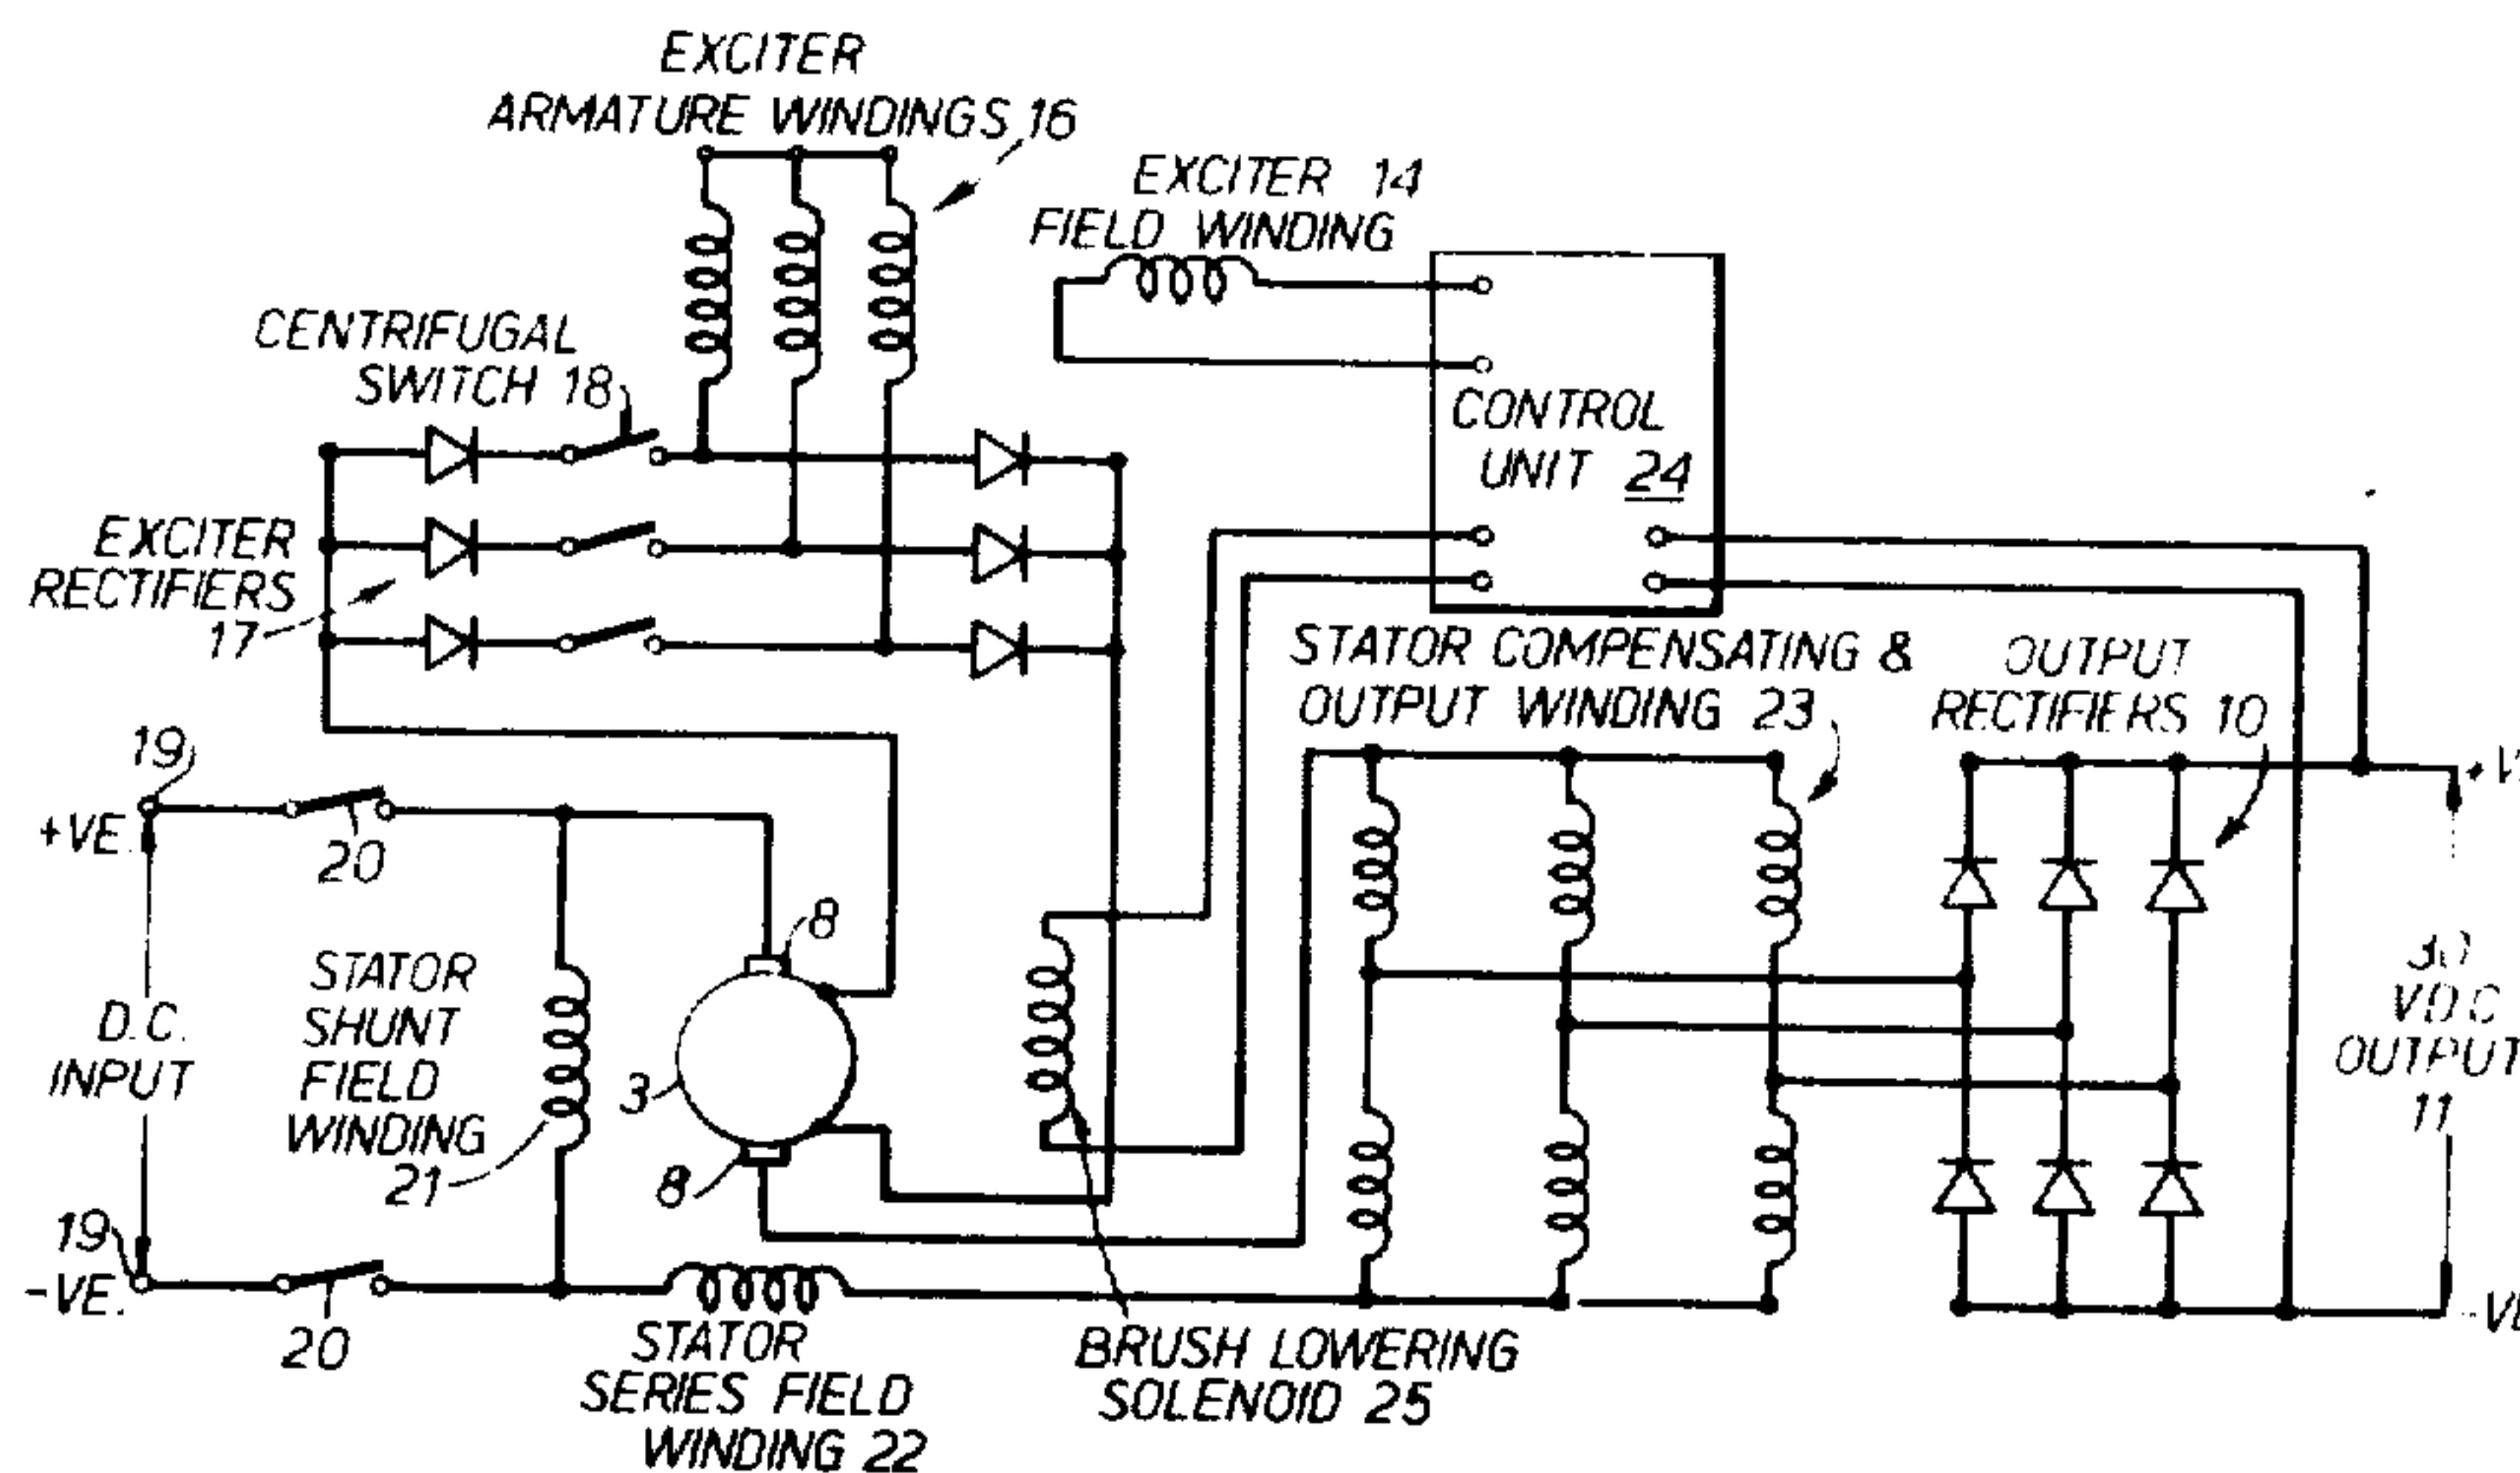 EXCITER
ARMATURE WINDINGS 16
EXCITER 14
FIELD WINDING
CENTRIFUGAL
SWITCH 18
CONTROL
UNIT 24
EXCITER
RECTIFIERS
17
STATOR COMPENSATING &
OUTPUT WINDING 23
OUTPUT
RECTIFIERS 10
19
+VE.
20
8
STATOR
SHUNT
FIELD
WINDING
21
D.C.
INPUT
3
8
V.D.C
OUTPUT
11
19
-VE.
20
STATOR
SERIES FIELD
WINDING 22
BRUSH LOWERING
SOLENOID 25